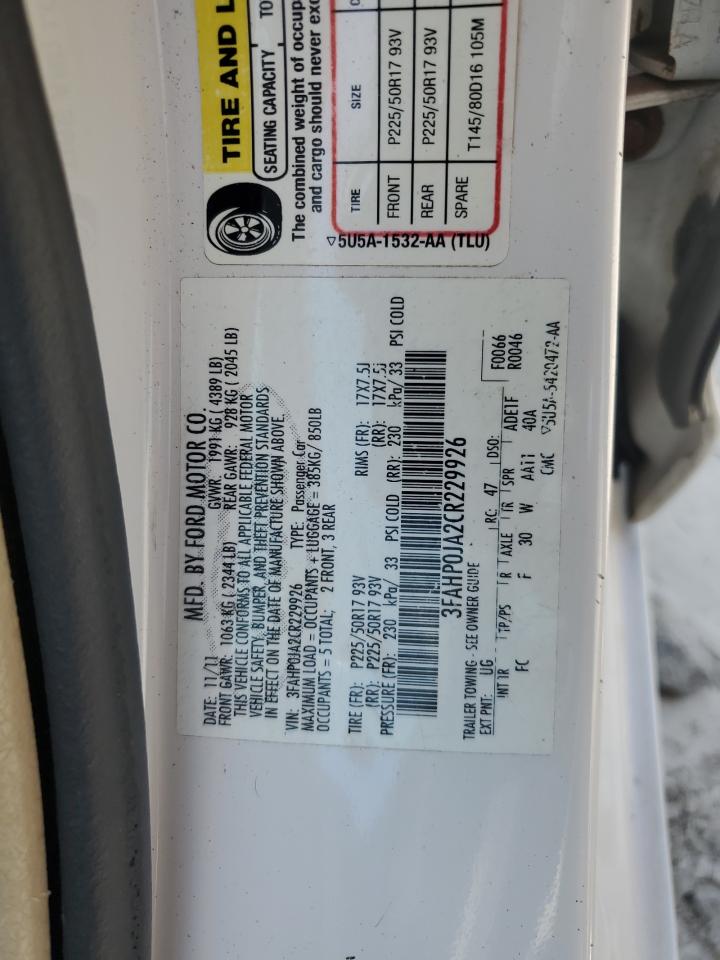 TIRE AND L
SEATING CAPACITY TO
The combined weight of occup
and cargo should never exc
TIRE SIZE
FRONT P225/50R17 93V
REAR P225/50R17 93V
SPARE T145/80D16 105M
5U5A-1532-AA (TLU)
MFD. BY FORD MOTOR CO.
DATE: 11/11 GVWR: 1991 KG ( 4389 LB)
FRONT GAWR: 1063 KG ( 2344 LB) REAR GAWR: 928 KG ( 2045 LB)
THIS VEHICLE CONFORMS TO ALL APPLICABLE FEDERAL MOTOR
VEHICLE SAFETY, BUMPER, AND THEFT PREVENTION STANDARDS
IN EFFECT ON THE DATE OF MANUFACTURE SHOWN ABOVE.
VIN: 3FAHP0JA2CR229926 TYPE: Passenger Car
MAXIMUM LOAD = OCCUPANTS + LUGGAGE = 385KG/ 850LB
OCCUPANTS = 5 TOTAL; 2 FRONT, 3 REAR
TIRE (FR): P225/50R17 93V RIMS (FR): 17X7.5J
(RR): P225/50R17 93V (RR): 17X7.5J
PRESSURE (FR): 230 kPa/ 33 PSI COLD (RR): 230 kPa/ 33 PSI COLD
3FAHP0JA2CR229926
TRAILER TOWING - SEE OWNER GUIDE F0066
EXT PNT: UG RC: 47 DSO: R0046
INT TR TP/PS R AXLE TR SPR ADE1F
FC F 30 W AA11 40A
CMC 5U5A-5420472-AA